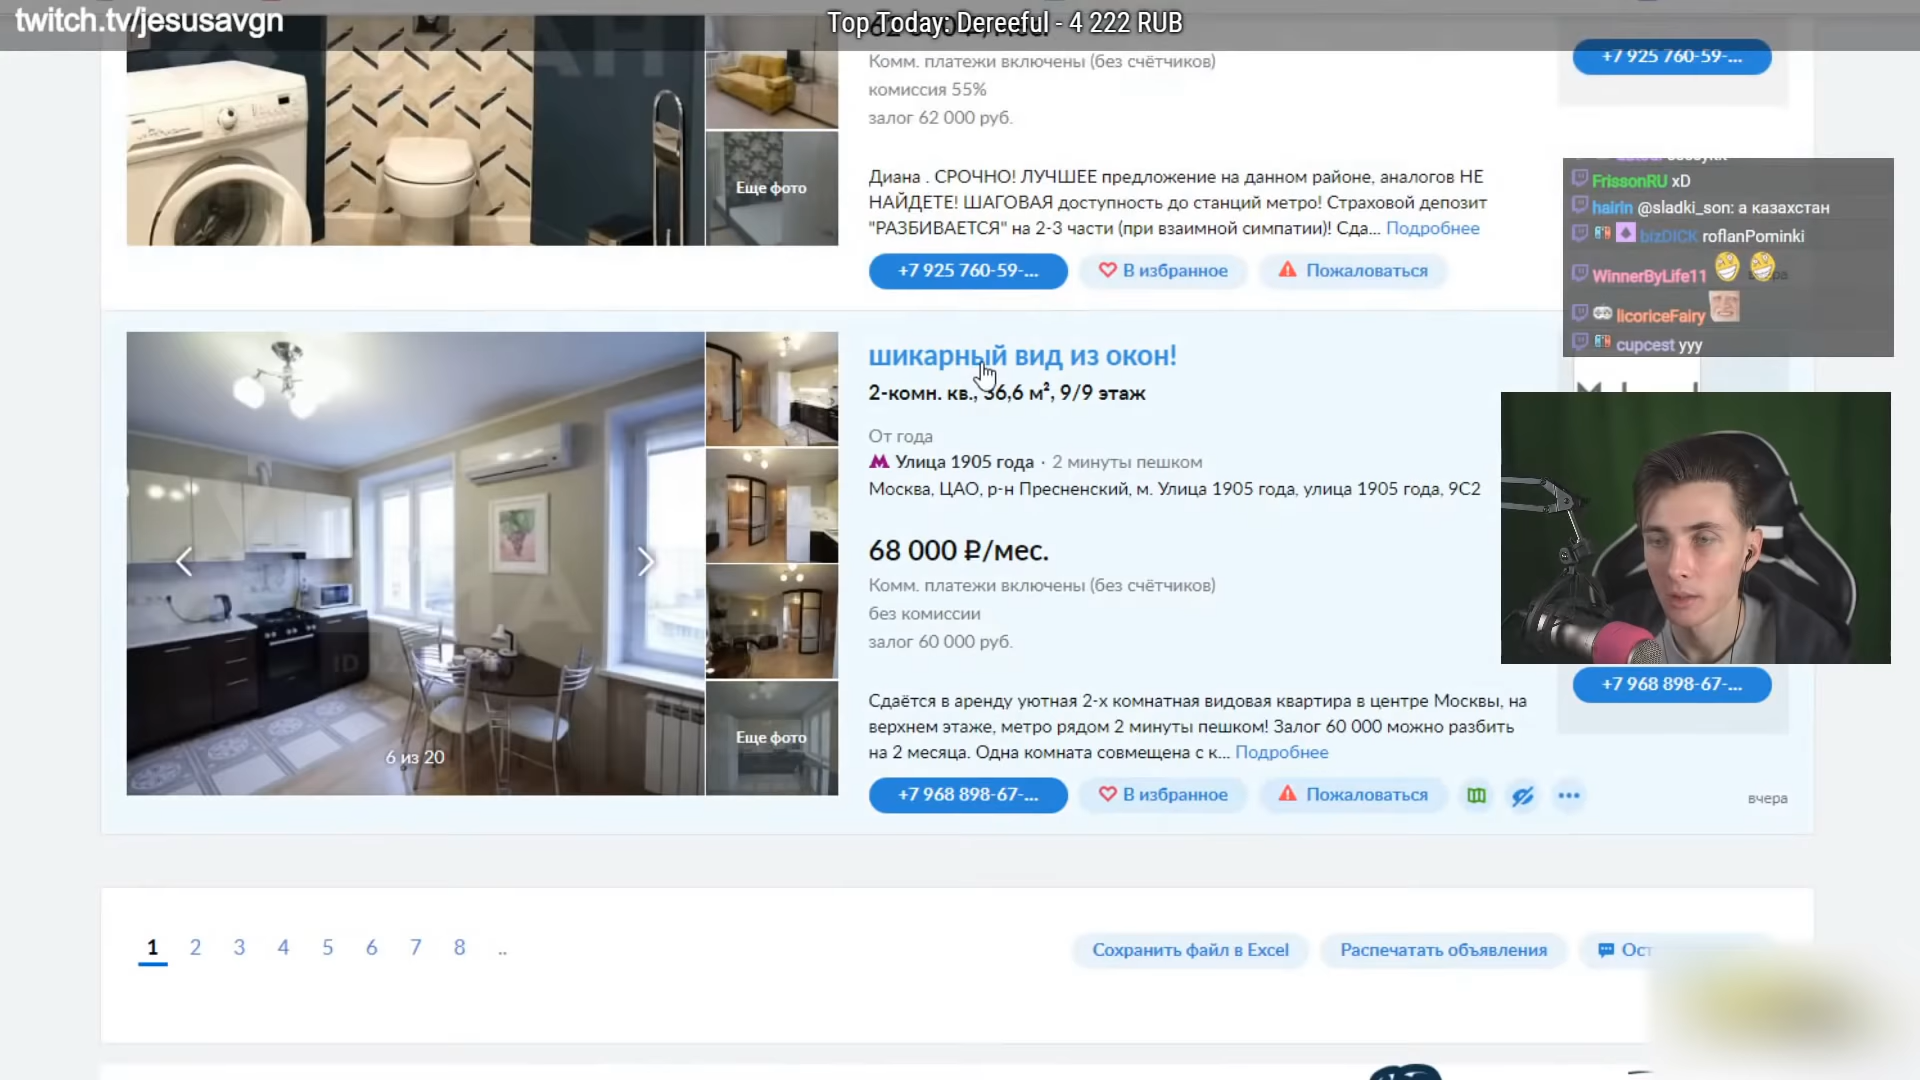 twitch.tv/jesusavgn
Top Today: Dereeful - 4 222 RUB
Комм. платежи включены (без счётчиков)
комиссия 55%
залог 62 000 руб.
+7 925 760-59-...
Еще фото
Диана . СРОЧНО! ЛУЧШЕЕ предложение на данном районе, аналогов НЕ
НАЙДЕТЕ! ШАГОВАЯ доступность до станций метро! Страховой депозит
"РАЗБИВАЕТСЯ" на 2-3 части (при взаимной симпатии)! Сда... Подробнее
+7 925 760-59-...
В избранное
Пожаловаться
FrissonRU xD
hairin @sladki_son: а казахстан
bizDICK roflanPominki
WinnerByLife11
licoriceFairy
cupcest yyy
шикарный вид из окон!
2-комн. кв., 36,6 м², 9/9 этаж
От года
Улица 1905 года · 2 минуты пешком
Москва, ЦАО, р-н Пресненский, м. Улица 1905 года, улица 1905 года, 9С2
68 000 ₽/мес.
Комм. платежи включены (без счётчиков)
без комиссии
залог 60 000 руб.
+7 968 898-67-...
Сдаётся в аренду уютная 2-х комнатная видовая квартира в центре Москвы, на
верхнем этаже, метро рядом 2 минуты пешком! Залог 60 000 можно разбить
на 2 месяца. Одна комната совмещена с к... Подробнее
6 из 20
Еще фото
+7 968 898-67-...
В избранное
Пожаловаться
вчера
1 2 3 4 5 6 7 8 ..
Сохранить файл в Excel
Распечатать объявления
Ост